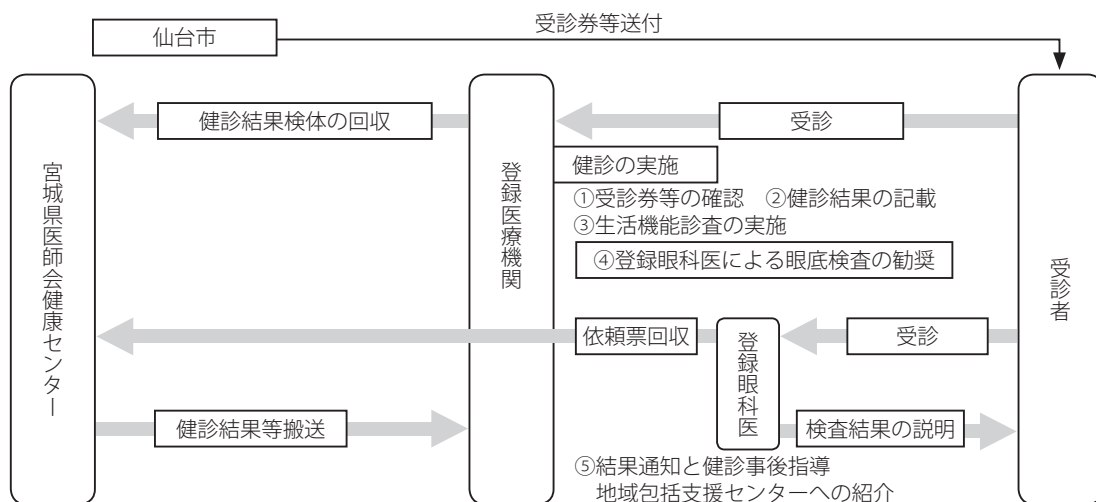 受診券等送付
仙台市
健診結果検体の回収
受診
健診の実施
①受診券等の確認　②健診結果の記載
③生活機能診査の実施
④登録眼科医による眼底検査の勧奨
宮城県医師会健康センター
登録医療機関
受診者
依頼票回収
登録眼科医
受診
健診結果等搬送
検査結果の説明
⑤結果通知と健診事後指導
地域包括支援センターへの紹介